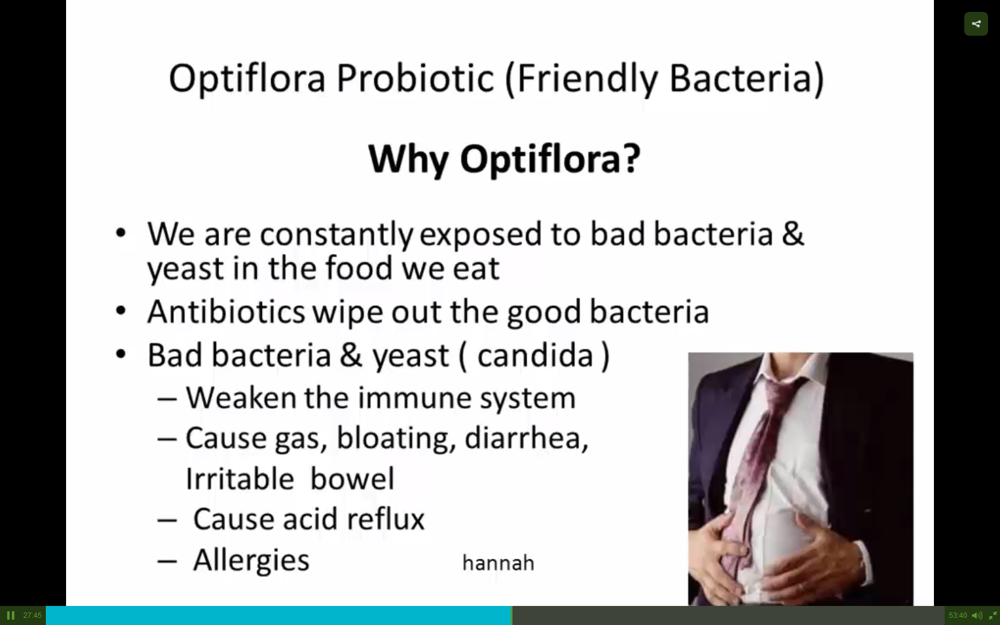 Optiflora Probiotic (Friendly Bacteria)
Why Optiflora?
• We are constantly exposed to bad bacteria &
yeast in the food we eat
• Antibiotics wipe out the good bacteria
• Bad bacteria & yeast ( candida )
– Weaken the immune system
– Cause gas, bloating, diarrhea,
Irritable bowel
– Cause acid reflux
– Allergies
hannah
27:45
53:40